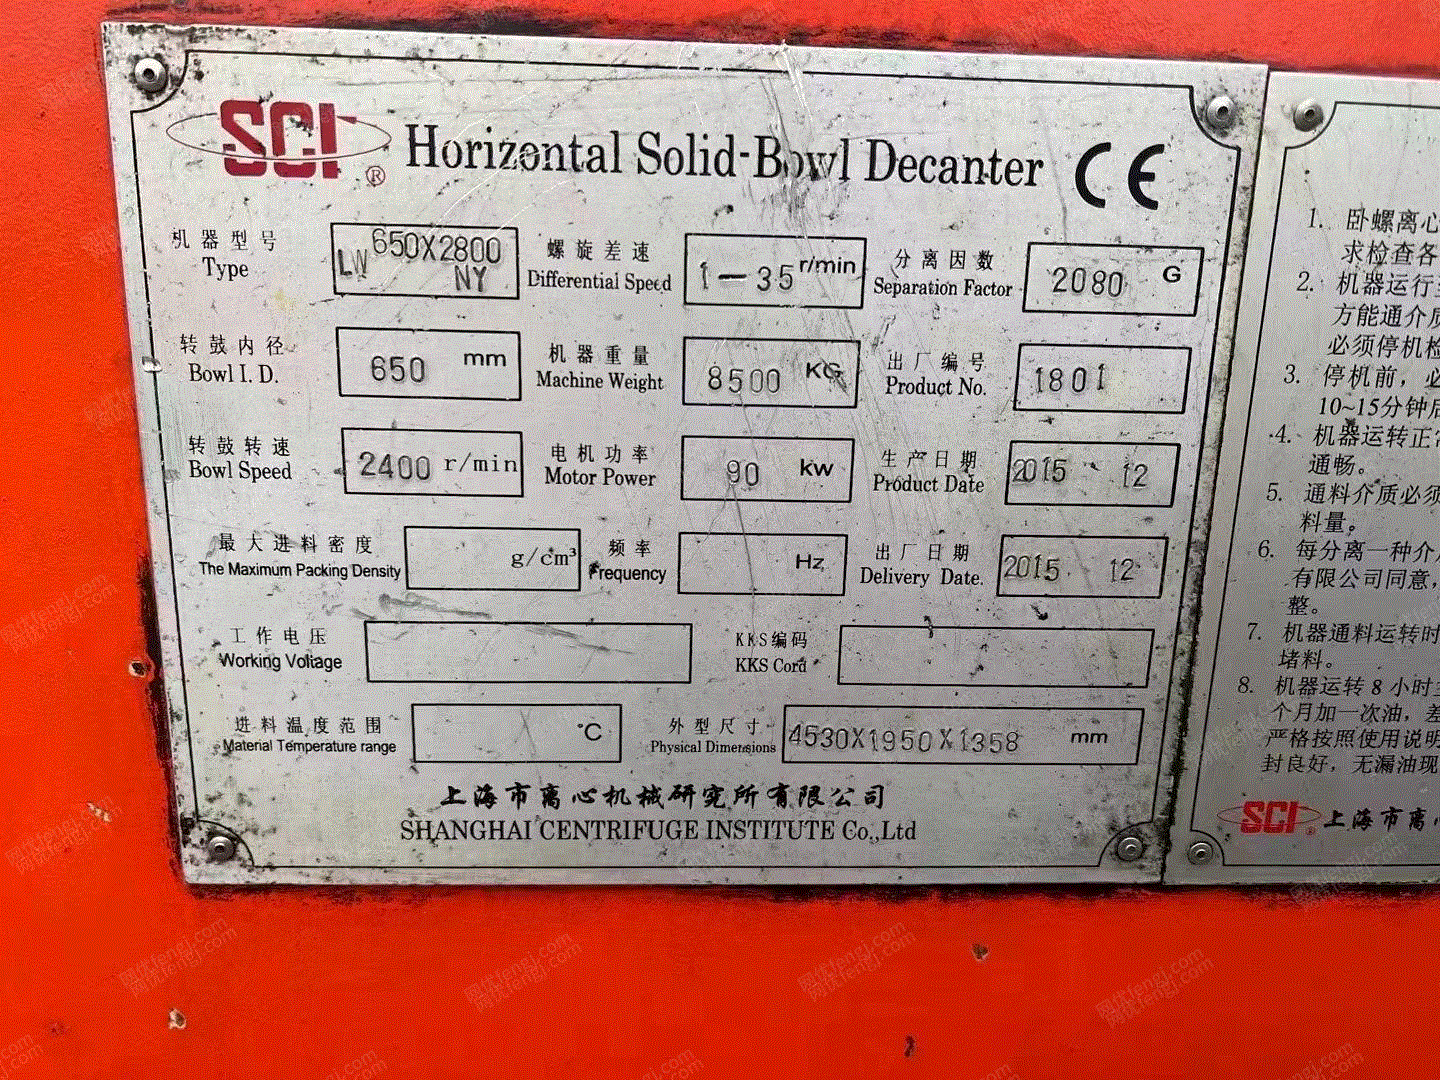 SCI ® Horizontal Solid-Bowl Decanter CE
机器型号 Type LW 650X2800 NY 螺旋差速 Differential Speed 1—35 r/min 分离因数 Separation Factor 2080 G
转鼓内径 Bowl I. D. 650 mm 机器重量 Machine Weight 8500 KG 出厂编号 Product No. 1801
转鼓转速 Bowl Speed 2400 r/min 电机功率 Motor Power 90 kw 生产日期 Product Date 2015 12
最大进料密度 The Maximum Packing Density g/cm³ 频率 Frequency Hz 出厂日期 Delivery Date. 2015 12
工作电压 Working Voltage KKS编码 KKS Cord
进料温度范围 Material Temperature range °C 外型尺寸 Physical Dimensions 4530X1950X1358 mm
上海市离心机械研究所有限公司
SHANGHAI CENTRIFUGE INSTITUTE Co.,Ltd
1. 卧螺离心
求检查各
2. 机器运行
方能通介质
必须停机检
3. 停机前，必
10~15分钟后
4. 机器运转正常
通畅。
5. 通料介质必须
料量。
6. 每分离一种介
有限公司同意，
整。
7. 机器通料运转时
堵料。
8. 机器运转8小时
个月加一次油，差
严格按照使用说明
封良好，无漏油现
SCI ® 上海市离心